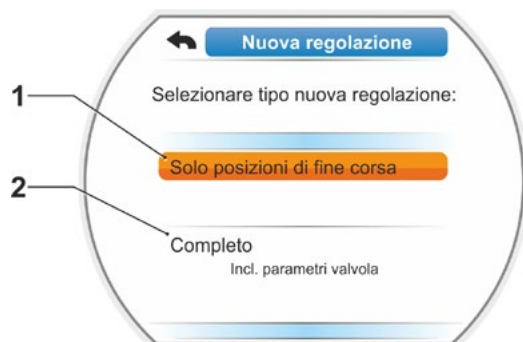 Nuova regolazione
Selezionare tipo nuova regolazione:
1
Solo posizioni di fine corsa
2
Completo
Incl. parametri valvola